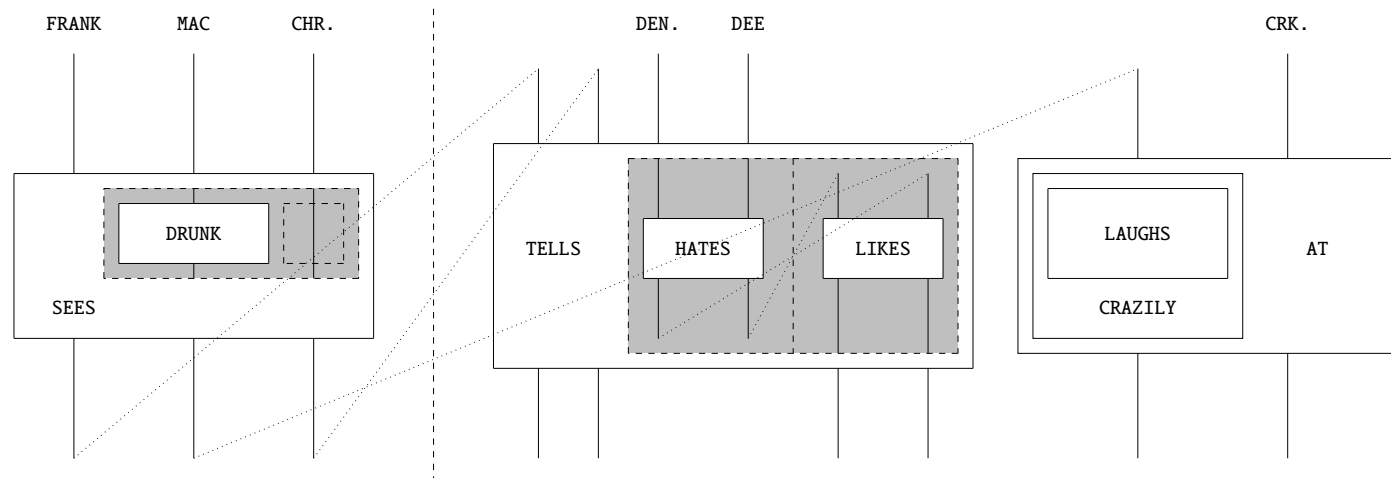 FRANK MAC CHR. DEN. DEE CRK.
DRUNK TELLS HATES LIKES LAUGHS AT
SEES CRAZILY